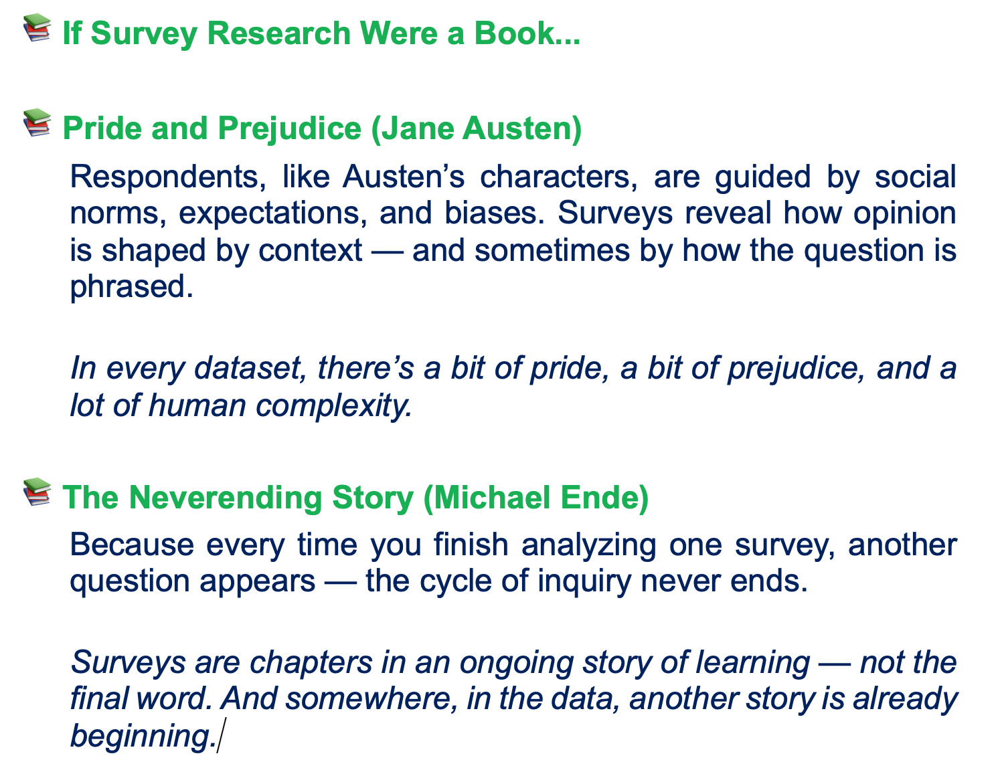 📚 If Survey Research Were a Book...
📚 Pride and Prejudice (Jane Austen)
Respondents, like Austen’s characters, are guided by social
norms, expectations, and biases. Surveys reveal how opinion
is shaped by context — and sometimes by how the question is
phrased.
In every dataset, there’s a bit of pride, a bit of prejudice, and a
lot of human complexity.
📚 The Neverending Story (Michael Ende)
Because every time you finish analyzing one survey, another
question appears — the cycle of inquiry never ends.
Surveys are chapters in an ongoing story of learning — not the
final word. And somewhere, in the data, another story is already
beginning.